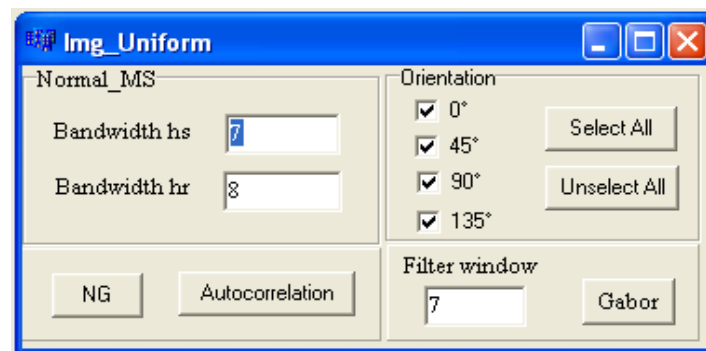 Img_Uniform
Normal_MS
Bandwidth hs 7
Bandwidth hr 8
Orientation
0°
45°
90°
135°
Select All
Unselect All
NG
Autocorrelation
Filter window
7
Gabor